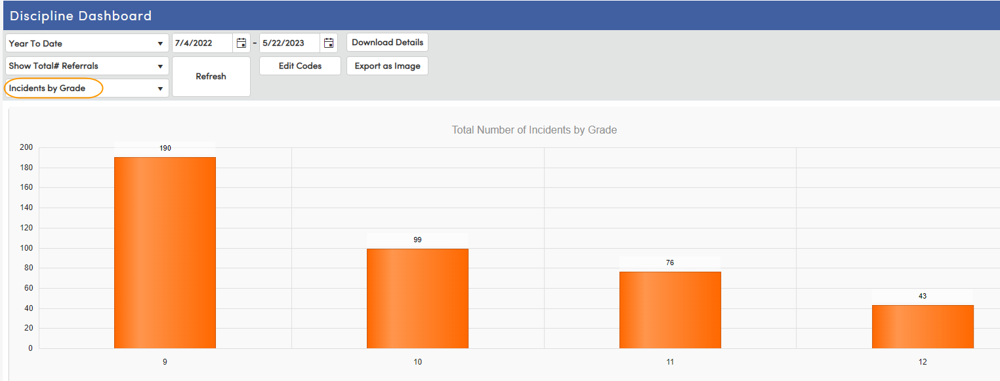 Discipline Dashboard
Year To Date 7/4/2022 - 5/22/2023 Download Details
Show Total# Referrals Refresh Edit Codes Export as Image
Incidents by Grade
Total Number of Incidents by Grade
200
180
160
140
120
100
80
60
40
20
0
190
99
76
43
9 10 11 12